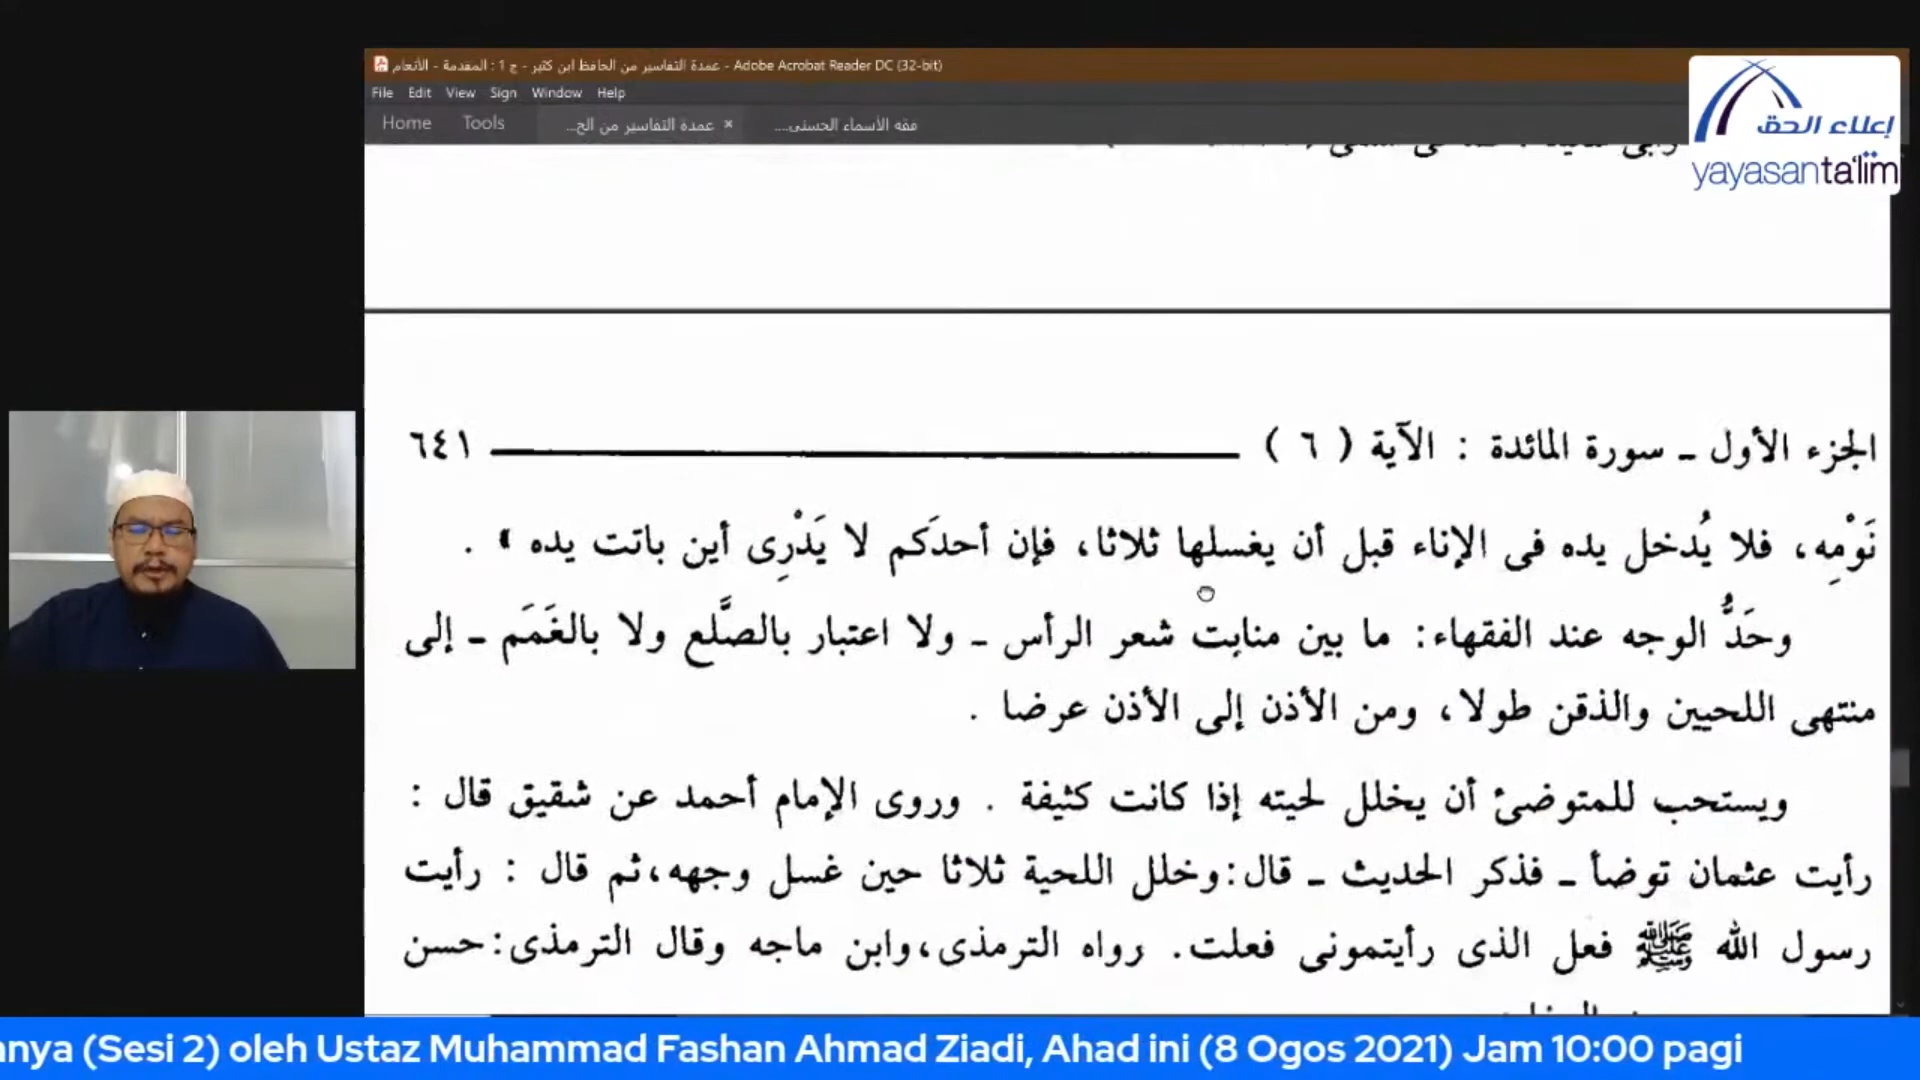 عمدة التفاسير من الحافظ ابن كثير - ج 1 : المقدمة - الأنعام - Adobe Acrobat Reader DC (32-bit)
File Edit View Sign Window Help
Home Tools عمدة التفاسير من الح... × فقه الأسماء الحسنى....
إعلاء الحق
yayasanta'lim
الجزء الأول ـ سورة المائدة : الآية ( ٦ ) ٦٤١
نَوْمِه، فلا يُدخل يده فى الإناء قبل أن يغسلها ثلاثا، فإن أحدَكم لا يَدْرِى أين باتت يده » .
وحَدُّ الوجه عند الفقهاء: ما بين منابت شعر الرأس ـ ولا اعتبار بالصَّلع ولا بالغَمَم ـ إلى
منتهى اللحيين والذقن طولا، ومن الأذن إلى الأذن عرضا .
ويستحب للمتوضئ أن يخلل لحيته إذا كانت كثيفة . وروى الإمام أحمد عن شقيق قال :
رأيت عثمان توضأ ـ فذكر الحديث ـ قال:وخلل اللحية ثلاثا حين غسل وجهه،ثم قال : رأيت
رسول الله ﷺ فعل الذى رأيتمونى فعلت. رواه الترمذى،وابن ماجه وقال الترمذى:حسن
nya (Sesi 2) oleh Ustaz Muhammad Fashan Ahmad Ziadi, Ahad ini (8 Ogos 2021) Jam 10:00 pagi